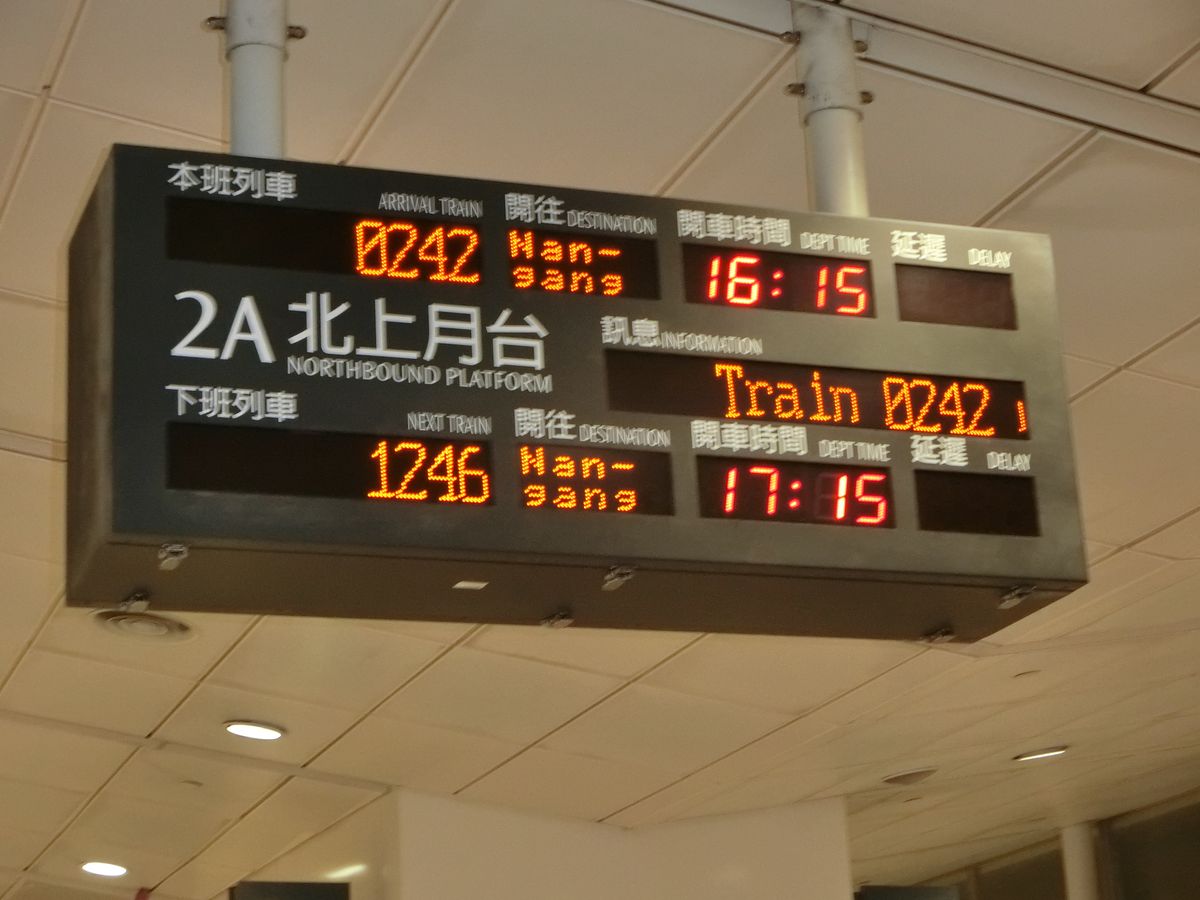 本班列車 ARRIVAL TRAIN 開往 DESTINATION 開車時間 DEPT TIME 延遲 DELAY
0242 Nan-gang 16:15
2A 北上月台
NORTHBOUND PLATFORM
訊息 INFORMATION
Train 0242
下班列車 NEXT TRAIN 開往 DESTINATION 開車時間 DEPT TIME 延遲 DELAY
1246 Nan-gang 17:15